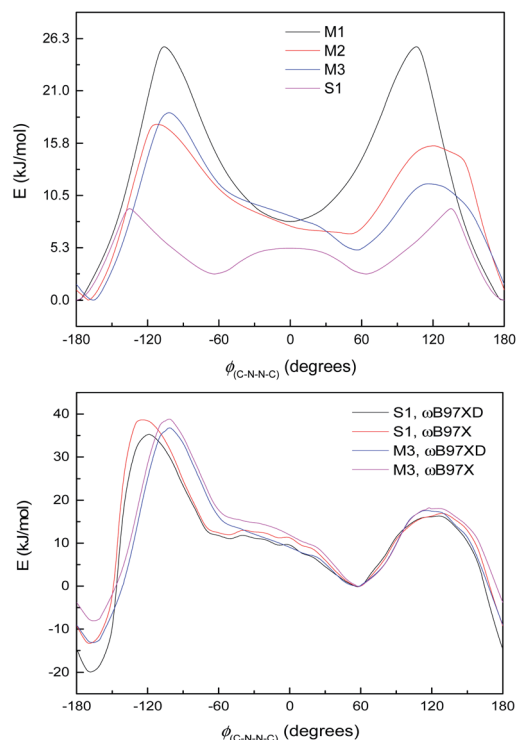 26.3
21.0
15.8
10.5
5.3
0.0
E (kJ/mol)
M1
M2
M3
S1
-180 -120 -60 0 60 120 180
ϕ(C-N-N-C) (degrees)
40
30
20
10
0
-10
-20
E (kJ/mol)
S1, ωB97XD
S1, ωB97X
M3, ωB97XD
M3, ωB97X
-180 -120 -60 0 60 120 180
ϕ(C-N-N-C) (degrees)